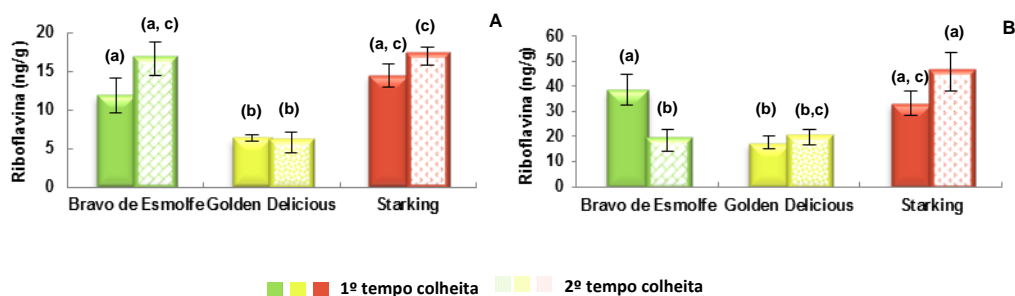 A
Riboflavina (ng/g)
20
15
10
5
0
(a)
(a, c)
(b)
(b)
(a, c)
(c)
Bravo de Esmolfe Golden Delicious Starking
B
Riboflavina (ng/g)
60
50
40
30
20
10
0
(a)
(b)
(b)
(b,c)
(a, c)
(a)
Bravo de Esmolfe Golden Delicious Starking
1º tempo colheita 2º tempo colheita